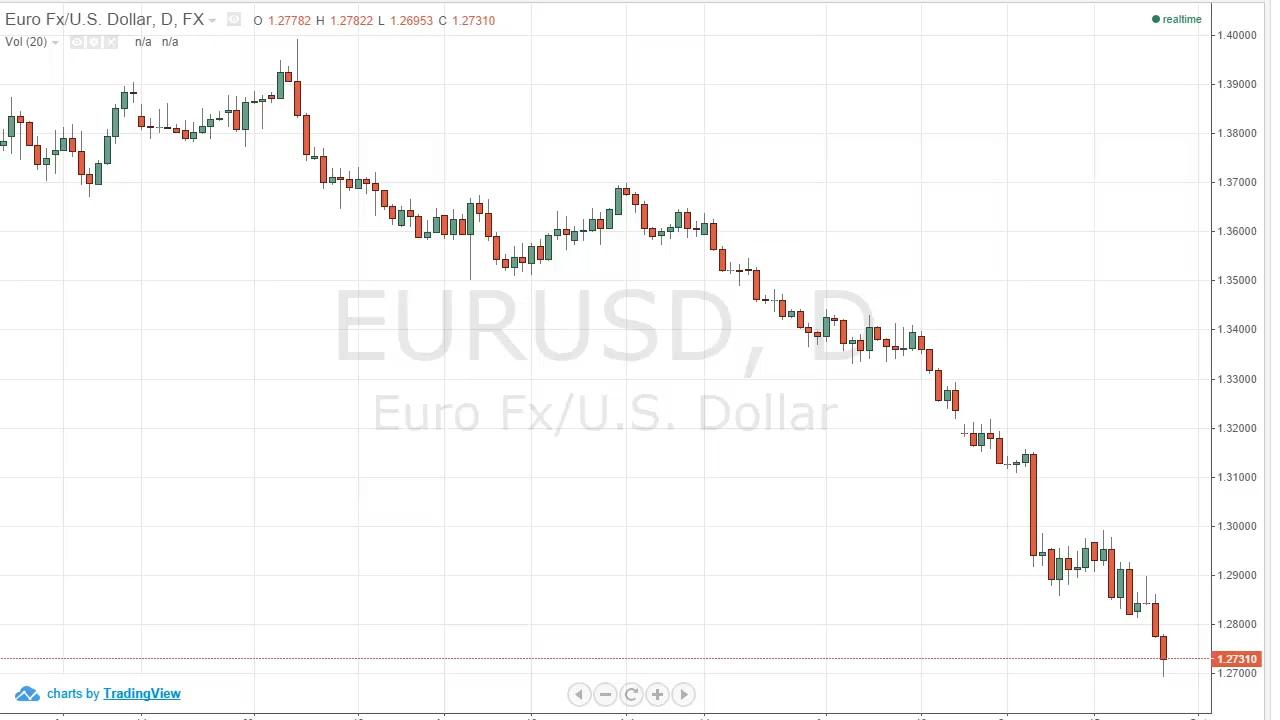 Euro Fx/U.S. Dollar, D, FX O 1.27782 H 1.27822 L 1.26953 C 1.27310
realtime
Vol (20) n/a n/a
1.40000
1.39000
1.38000
1.37000
1.36000
1.35000
1.34000
1.33000
1.32000
1.31000
1.30000
1.29000
1.28000
1.27310
1.27000
EURUSD, D
Euro Fx/U.S. Dollar
charts by TradingView